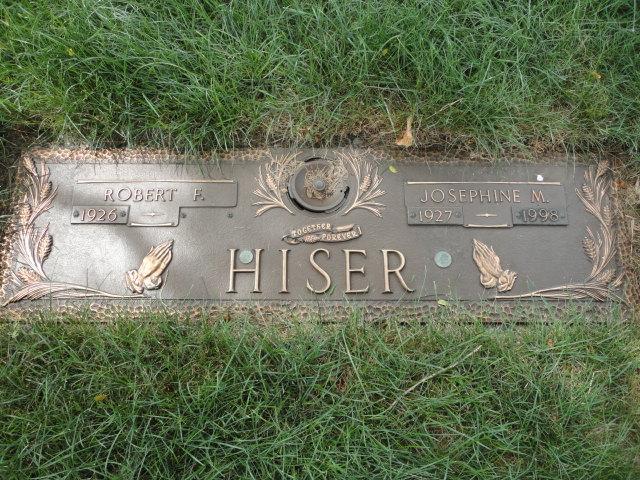 ROBERT F.
1926
JOSEPHINE M.
1927 1998
TOGETHER
FOREVER
HISER